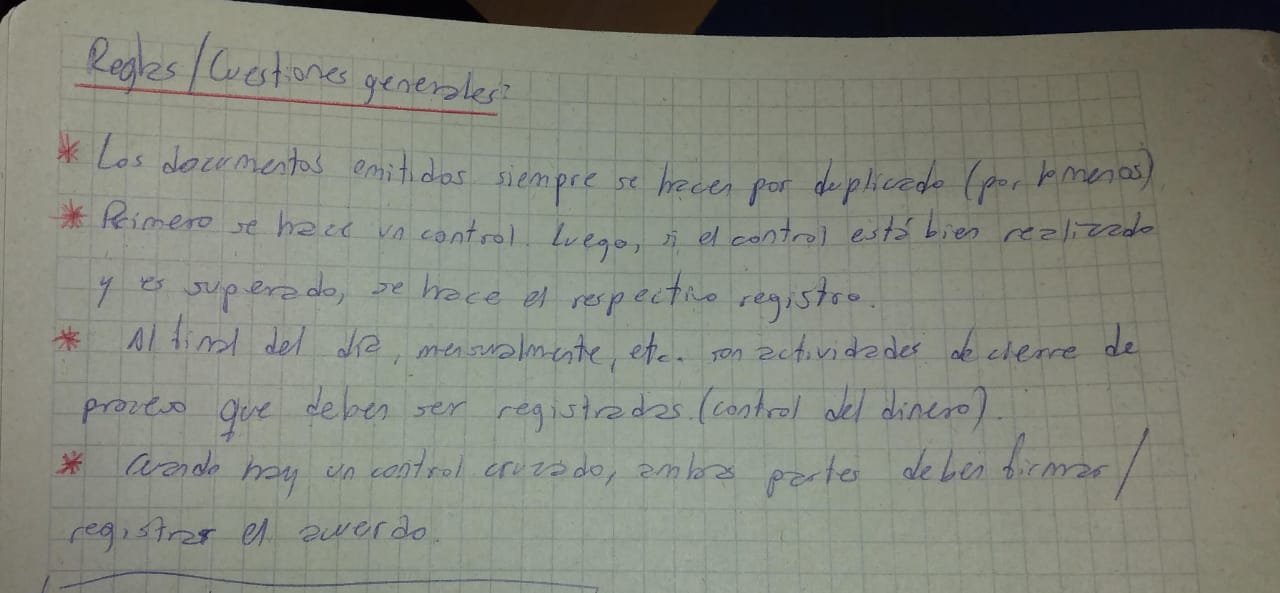 Reglas/Cuestiones generales:
* Los documentos emitidos siempre se hacen por duplicado (por lo menos)
* Primero se hace un control. Luego, si el control está bien realizado
y es superado, se hace el respectivo registro.
* Al final del día, mensualmente, etc. son actividades de cierre de
proceso que deben ser registradas (control del dinero).
* Cuando hay un control cruzado, ambas partes deben firmar/
registrar el acuerdo.